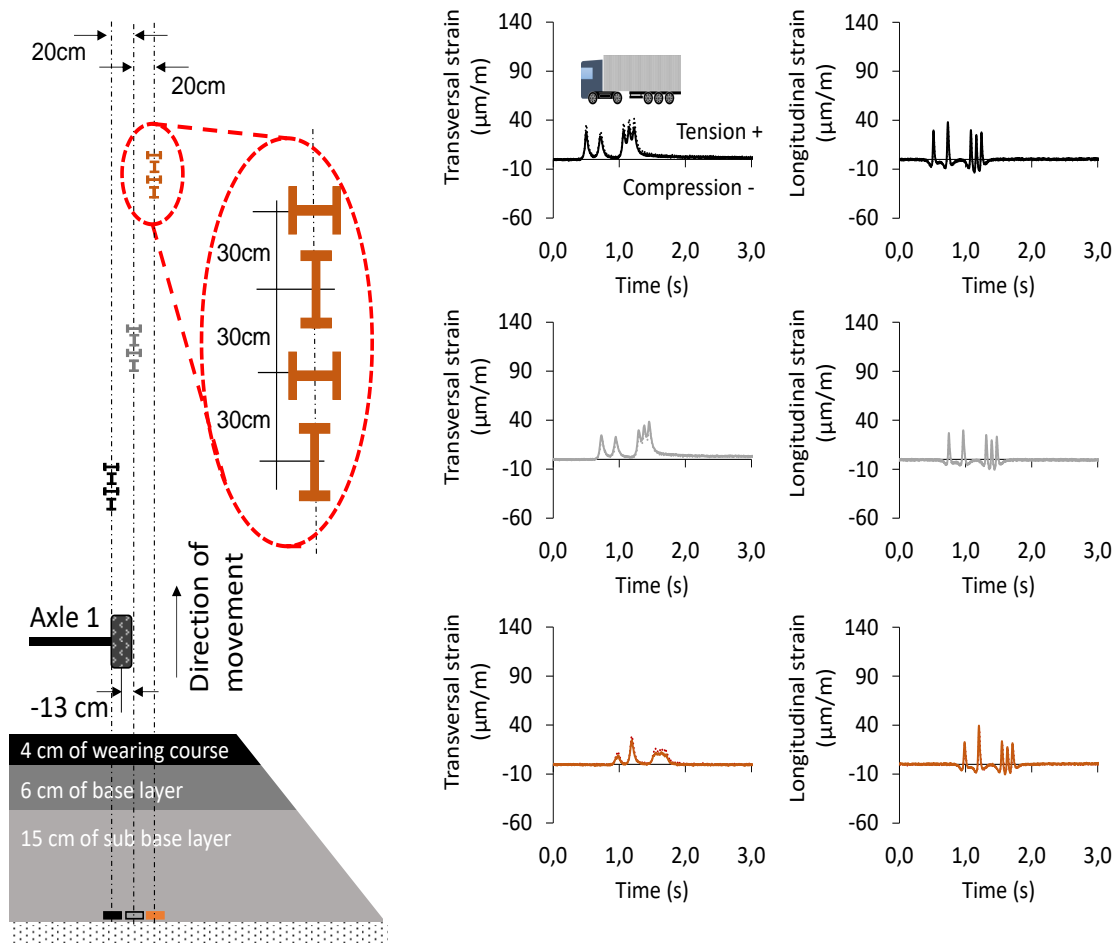 20cm
20cm
30cm
30cm
30cm
Axle 1
Direction of
movement
-13 cm
4 cm of wearing course
6 cm of base layer
15 cm of sub base layer
Transversal strain
(µm/m)
140
90
40
-10
-60
Tension +
Compression -
0,0 1,0 2,0 3,0
Time (s)
Longitudinal strain
(µm/m)
140
90
40
-10
-60
0,0 1,0 2,0 3,0
Time (s)
Transversal strain
(µm/m)
140
90
40
-10
-60
0,0 1,0 2,0 3,0
Time (s)
Longitudinal strain
(µm/m)
140
90
40
-10
-60
0,0 1,0 2,0 3,0
Time (s)
Transversal strain
(µm/m)
140
90
40
-10
-60
0,0 1,0 2,0 3,0
Time (s)
Longitudinal strain
(µm/m)
140
90
40
-10
-60
0,0 1,0 2,0 3,0
Time (s)